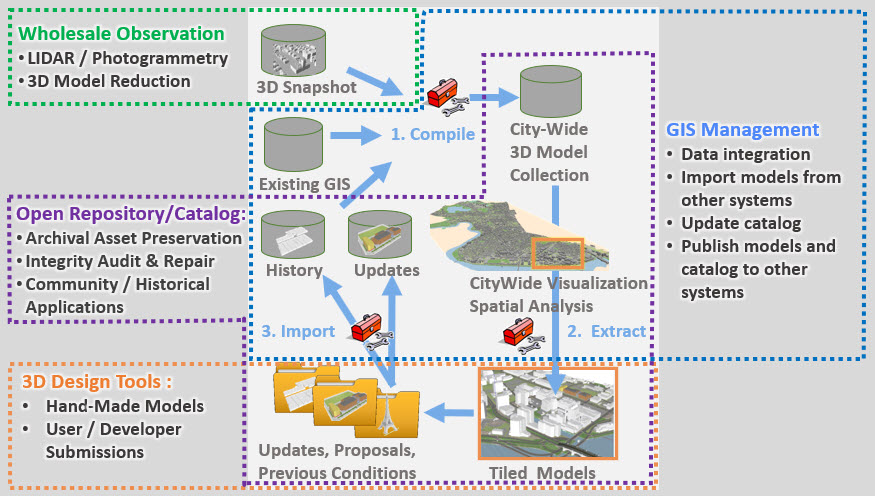 Wholesale Observation
• LIDAR / Photogrammetry
• 3D Model Reduction
3D Snapshot
1. Compile
City-Wide
3D Model
Collection
Existing GIS
GIS Management
• Data integration
• Import models from
other systems
• Update catalog
• Publish models and
catalog to other
systems
Open Repository/Catalog:
• Archival Asset Preservation
• Integrity Audit & Repair
• Community / Historical
Applications
History
Updates
CityWide Visualization
Spatial Analysis
3. Import
2. Extract
3D Design Tools :
• Hand-Made Models
• User / Developer
Submissions
Updates, Proposals,
Previous Conditions
Tiled Models